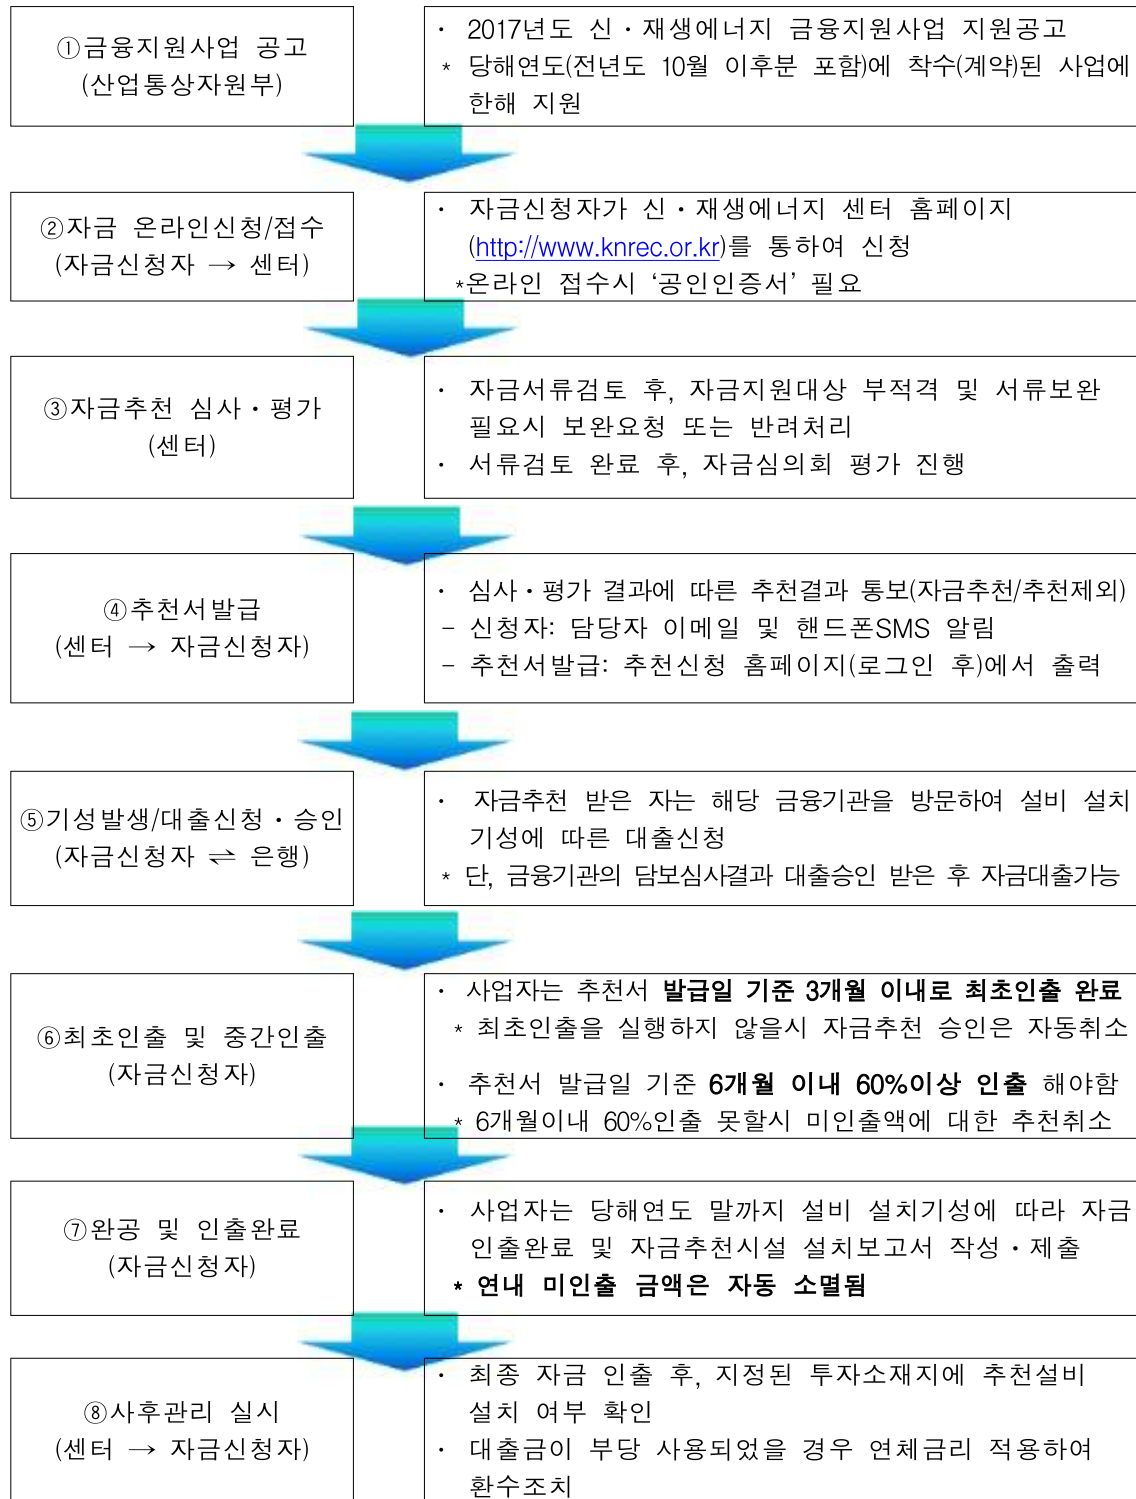 ①금융지원사업 공고
(산업통상자원부)
· 2017년도 신·재생에너지 금융지원사업 지원공고
* 당해연도(전년도 10월 이후분 포함)에 착수(계약)된 사업에
한해 지원
②자금 온라인신청/접수
(자금신청자 → 센터)
· 자금신청자가 신·재생에너지 센터 홈페이지
(http://www.knrec.or.kr)를 통하여 신청
*온라인 접수시 ‘공인인증서’ 필요
③자금추천 심사·평가
(센터)
· 자금서류검토 후, 자금지원대상 부적격 및 서류보완
필요시 보완요청 또는 반려처리
· 서류검토 완료 후, 자금심의회 평가 진행
④추천서발급
(센터 → 자금신청자)
· 심사·평가 결과에 따른 추천결과 통보(자금추천/추천제외)
- 신청자: 담당자 이메일 및 핸드폰SMS 알림
- 추천서발급: 추천신청 홈페이지(로그인 후)에서 출력
⑤기성발생/대출신청·승인
(자금신청자 ⇌ 은행)
· 자금추천 받은 자는 해당 금융기관을 방문하여 설비 설치
기성에 따른 대출신청
* 단, 금융기관의 담보심사결과 대출승인 받은 후 자금대출가능
⑥최초인출 및 중간인출
(자금신청자)
· 사업자는 추천서 발급일 기준 3개월 이내로 최초인출 완료
* 최초인출을 실행하지 않을시 자금추천 승인은 자동취소
· 추천서 발급일 기준 6개월 이내 60%이상 인출 해야함
* 6개월이내 60%인출 못할시 미인출액에 대한 추천취소
⑦완공 및 인출완료
(자금신청자)
· 사업자는 당해연도 말까지 설비 설치기성에 따라 자금
인출완료 및 자금추천시설 설치보고서 작성·제출
* 연내 미인출 금액은 자동 소멸됨
⑧사후관리 실시
(센터 → 자금신청자)
· 최종 자금 인출 후, 지정된 투자소재지에 추천설비
설치 여부 확인
· 대출금이 부당 사용되었을 경우 연체금리 적용하여
환수조치